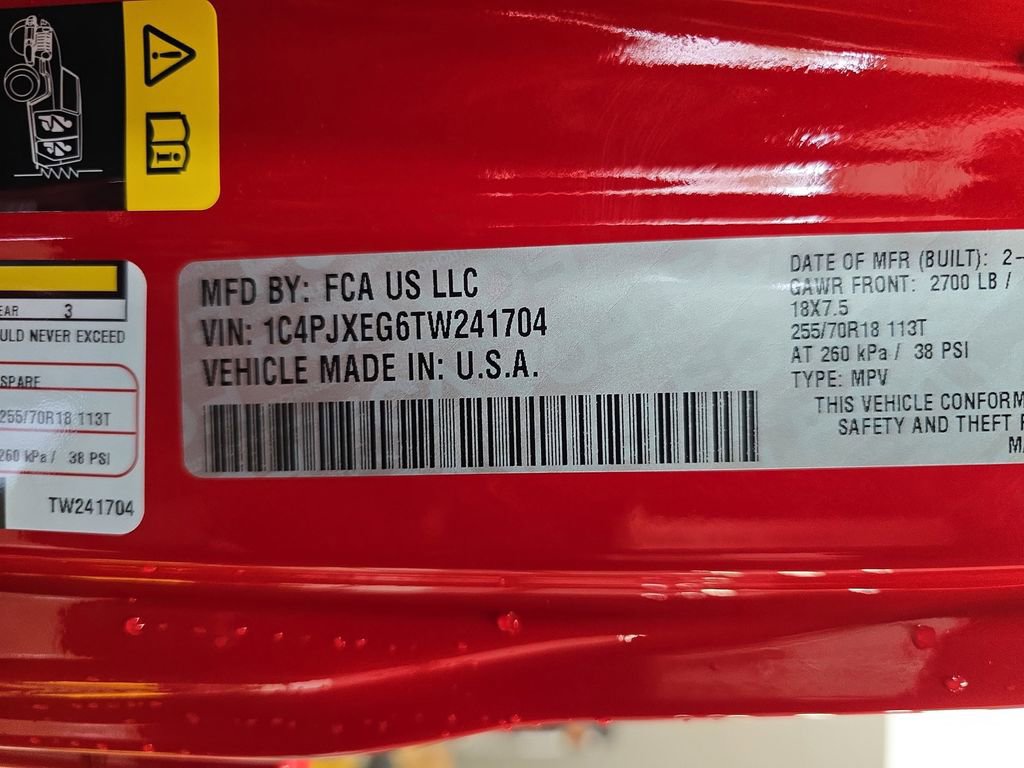 MFD BY: FCA US LLC
VIN: 1C4PJXEG6TW241704
VEHICLE MADE IN: U.S.A.
DATE OF MFR (BUILT): 2-
GAWR FRONT: 2700 LB /
18X7.5
255/70R18 113T
AT 260 kPa / 38 PSI
TYPE: MPV
THIS VEHICLE CONFORM
SAFETY AND THEFT
EAR 3
ULD NEVER EXCEED
SPARE
255/70R18 113T
260 kPa / 38 PSI
TW241704